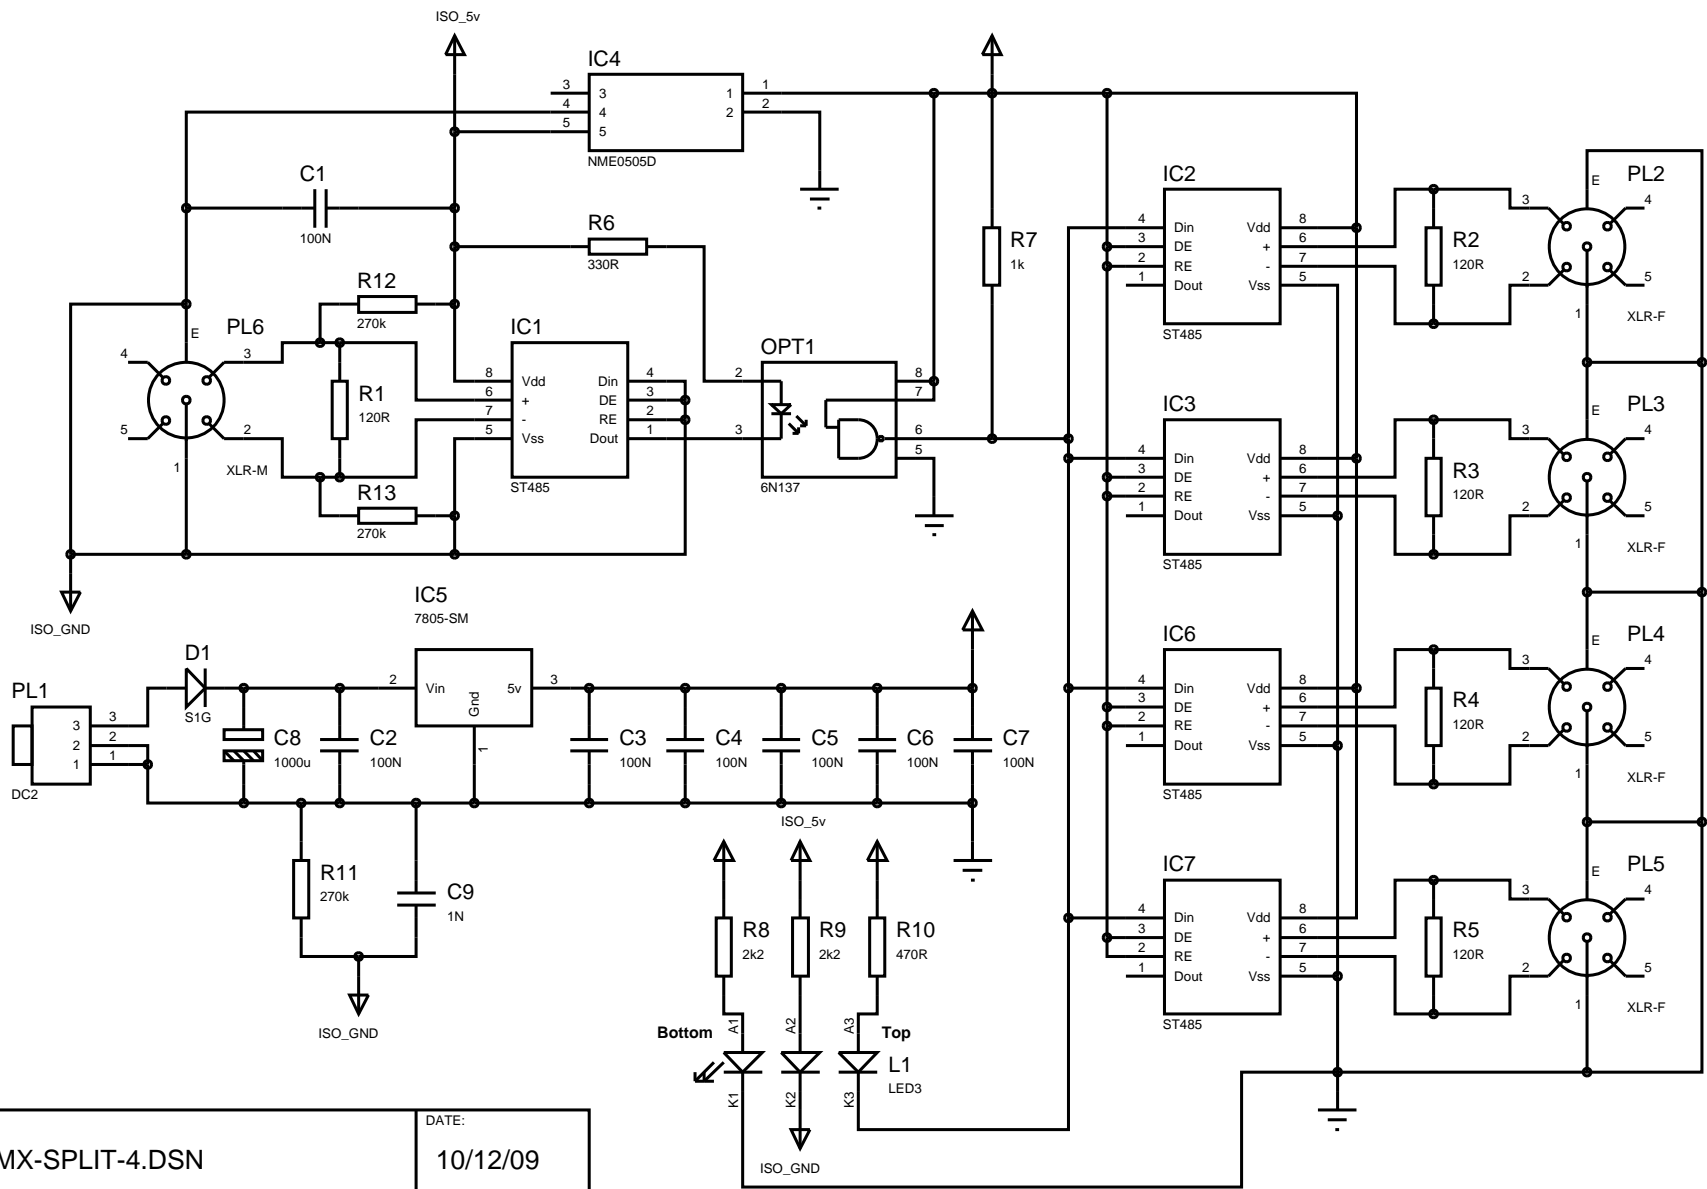 ISO_5v
IC4
3 3 1 1
4 4 2 2
5 5
NME0505D
C1
100N
R6
330R
R7
1k
R12
270k
PL6
E
4 3
5 2
1
XLR-M
R1
120R
R13
270k
IC1
8 Vdd Din 4
6 + DE 3
7 - RE 2
5 Vss Dout 1
ST485
OPT1
2 8
7
3 6
5
6N137
ISO_GND
IC2
4 Din Vdd 8
3 DE + 6
2 RE - 7
1 Dout Vss 5
ST485
R2
120R
PL2
E
3 4
2 5
1
XLR-F
IC3
4 Din Vdd 8
3 DE + 6
2 RE - 7
1 Dout Vss 5
ST485
R3
120R
PL3
E
3 4
2 5
1
XLR-F
IC6
4 Din Vdd 8
3 DE + 6
2 RE - 7
1 Dout Vss 5
ST485
R4
120R
PL4
E
3 4
2 5
1
XLR-F
IC7
4 Din Vdd 8
3 DE + 6
2 RE - 7
1 Dout Vss 5
ST485
R5
120R
PL5
E
3 4
2 5
1
XLR-F
IC5
7805-SM
2 Vin 5v 3
Gnd
1
PL1
3 3
2 2
1 1
DC2
D1
S1G
C8
1000u
C2
100N
C3
100N
C4
100N
C5
100N
C6
100N
C7
100N
R11
270k
C9
1N
ISO_GND
ISO_5v
R8
2k2
R9
2k2
R10
470R
Bottom A1 A2 A3 Top
L1
LED3
K1 K2 K3
ISO_GND
MX-SPLIT-4.DSN
DATE:
10/12/09